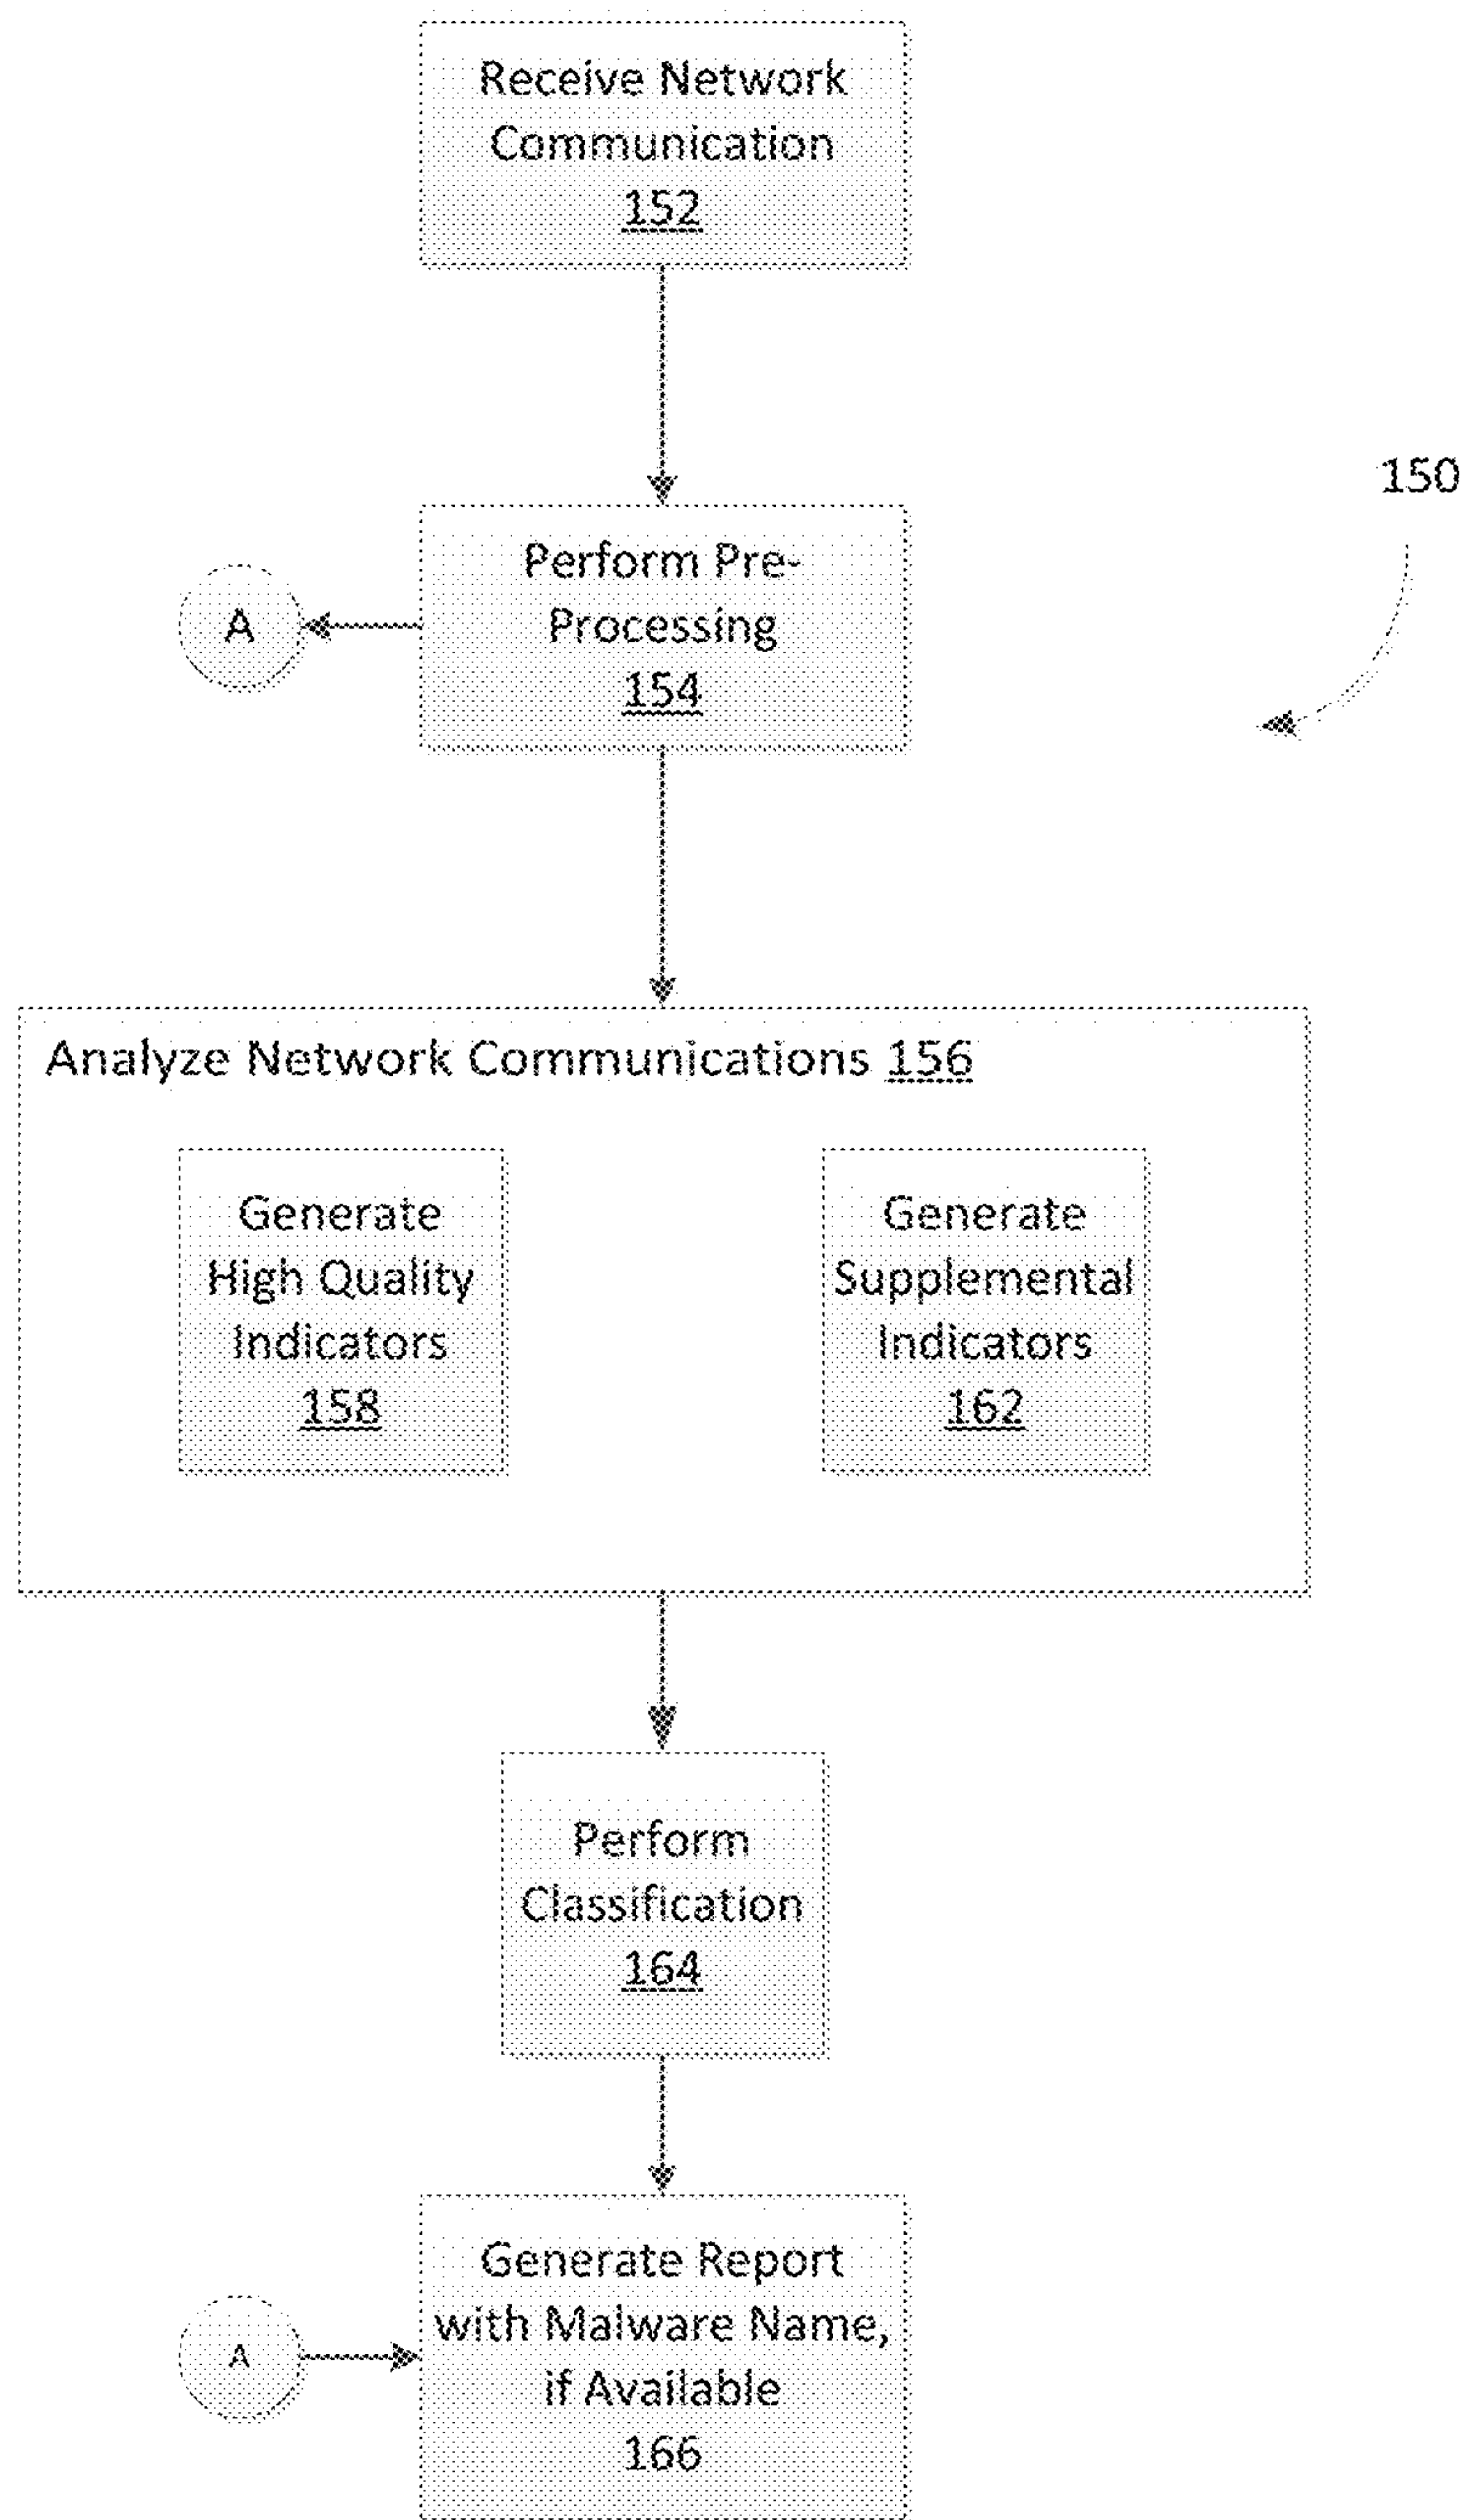 Receive Network
Communication
152
150
Perform Pre-
Processing
154
A
Analyze Network Communications 156
Generate
High Quality
Indicators
158
Generate
Supplemental
Indicators
162
Perform
Classification
164
Generate Report
with Malware Name,
if Available
166
A